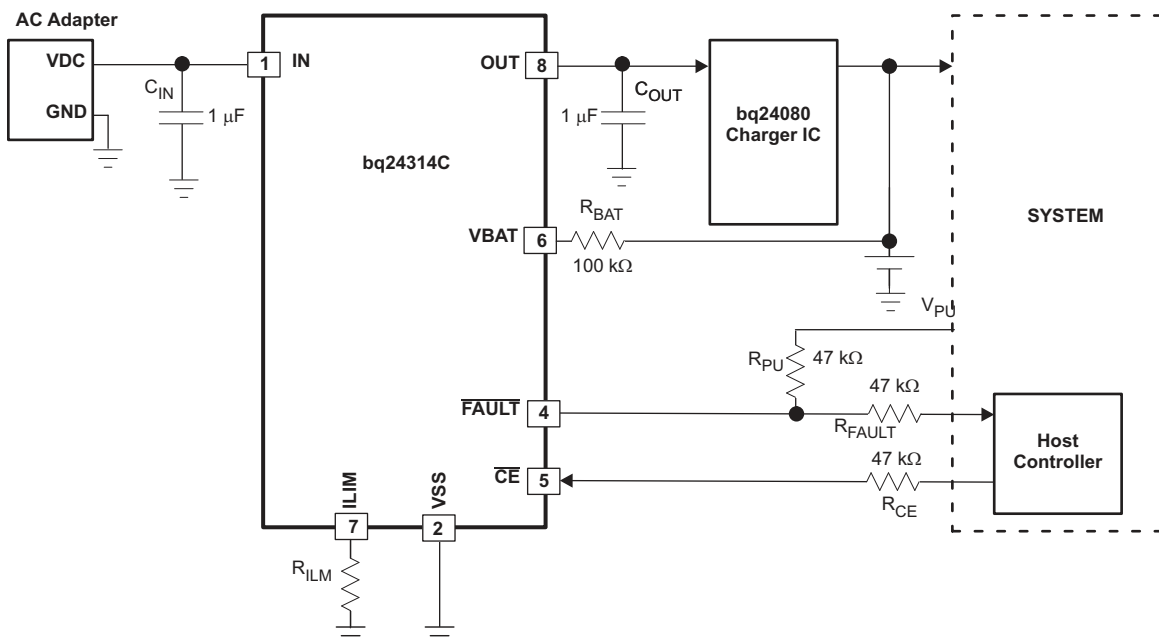 AC Adapter
VDC
GND
C_IN
1 μF
1
IN
bq24314C
OUT
8
C_OUT
1 μF
bq24080
Charger IC
VBAT
6
R_BAT
100 kΩ
SYSTEM
V_PU
R_PU
47 kΩ
FAULT
4
47 kΩ
R_FAULT
CE
5
47 kΩ
R_CE
Host
Controller
ILIM
7
VSS
2
R_ILM